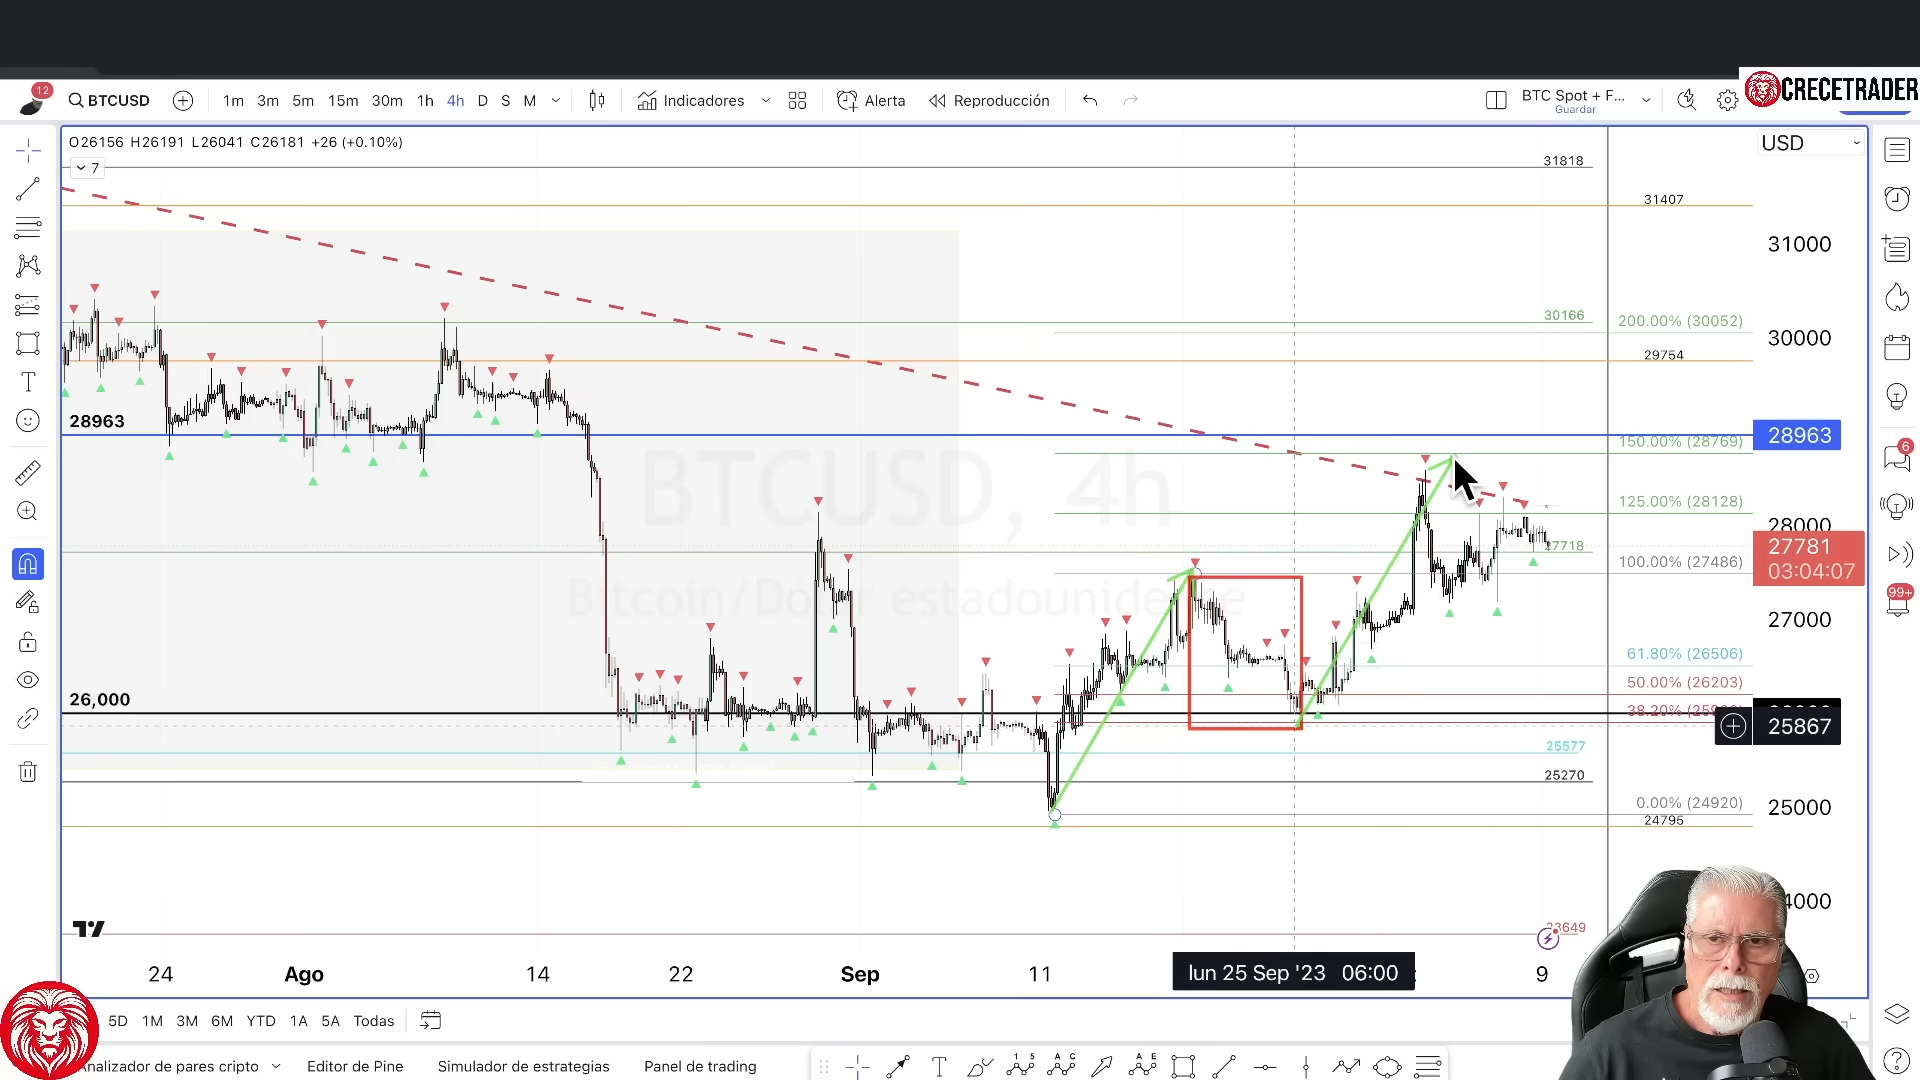 12
BTCUSD
1m 3m 5m 15m 30m 1h 4h D S M
Indicadores
Alerta
Reproducción
BTC Spot + F...
Guardar
CRECETRADER
O26156 H26191 L26041 C26181 +26 (+0.10%)
7
USD
31818
31407
31000
30166
200.00% (30052)
30000
29754
28963
28963
150.00% (28769)
BTCUSD, 4h
125.00% (28128)
28000
27718
27781
03:04:07
100.00% (27486)
Bitcoin/Dólar estadounidense
27000
61.80% (26506)
50.00% (26203)
26,000
25867
25577
25270
0.00% (24920)
24795
25000
6
99+
24 Ago 14 22 Sep 11 lun 25 Sep '23 06:00 9
5D 1M 3M 6M YTD 1A 5A Todas
Analizador de pares cripto
Editor de Pine
Simulador de estrategias
Panel de trading